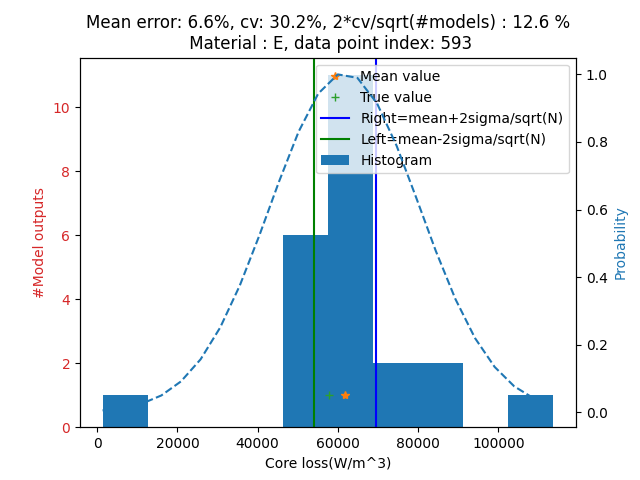 Mean error: 6.6%, cv: 30.2%, 2*cv/sqrt(#models) : 12.6 %
Material : E, data point index: 593
Mean value
True value
Right=mean+2sigma/sqrt(N)
Left=mean-2sigma/sqrt(N)
Histogram
#Model outputs
10
8
6
4
2
0
1.0
0.8
0.6
0.4
0.2
0.0
Probability
0
20000
40000
60000
80000
100000
Core loss(W/m^3)